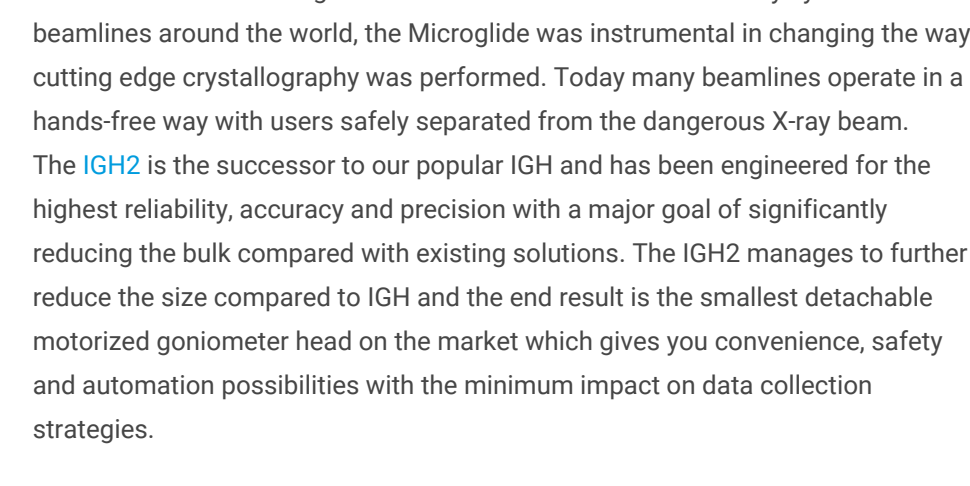 beamlines around the world, the Microglide was instrumental in changing the way
cutting edge crystallography was performed. Today many beamlines operate in a
hands-free way with users safely separated from the dangerous X-ray beam.
The IGH2 is the successor to our popular IGH and has been engineered for the
highest reliability, accuracy and precision with a major goal of significantly
reducing the bulk compared with existing solutions. The IGH2 manages to further
reduce the size compared to IGH and the end result is the smallest detachable
motorized goniometer head on the market which gives you convenience, safety
and automation possibilities with the minimum impact on data collection
strategies.